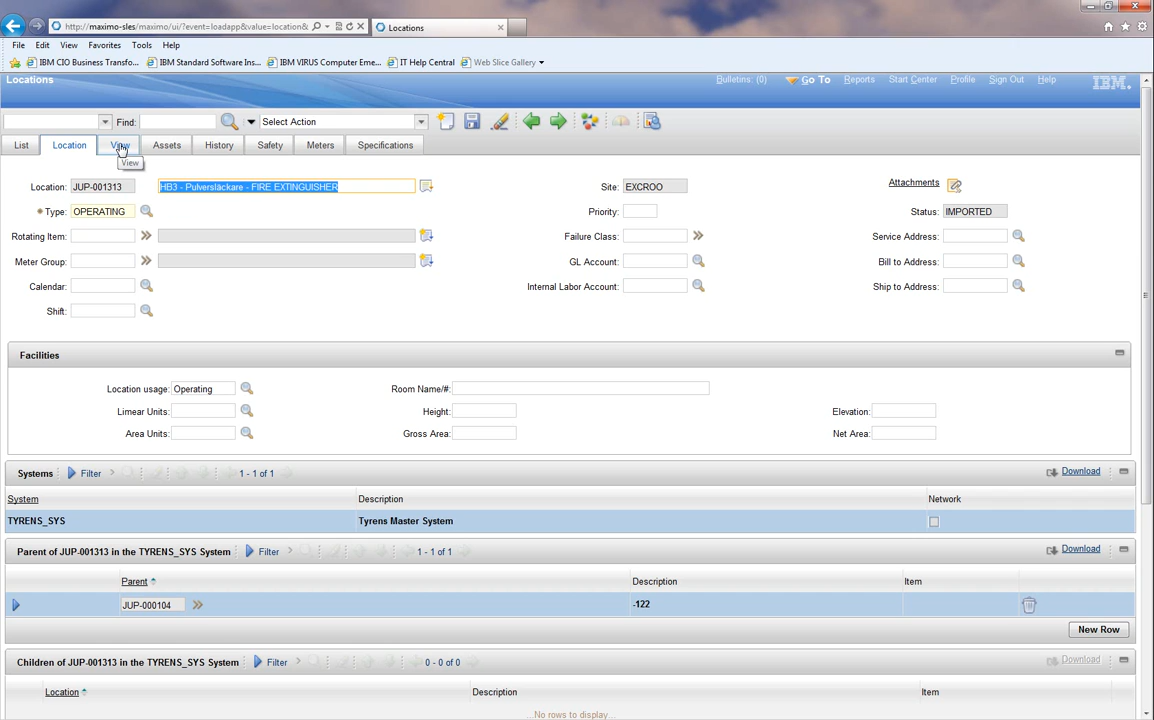 http://maximo-sles/maximo/ui/?event=loadapp&value=location&
Locations
File Edit View Favorites Tools Help
IBM CIO Business Transfo... IBM Standard Software Ins... IBM VIRUS Computer Eme... IT Help Central Web Slice Gallery
Locations
Bulletins: (0) Go To Reports Start Center Profile Sign Out Help IBM.
Find: Select Action
List Location View Assets History Safety Meters Specifications
View
Location: JUP-001313 HB3 - Pulversläckare - FIRE EXTINGUISHER Site: EXCROO Attachments
Type: OPERATING Priority: Status: IMPORTED
Rotating Item: Failure Class: Service Address:
Meter Group: GL Account: Bill to Address:
Calendar: Internal Labor Account: Ship to Address:
Shift:
Facilities
Location usage: Operating Room Name/#:
Limear Units: Height: Elevation:
Area Units: Gross Area: Net Area:
Systems Filter 1 - 1 of 1 Download
System Description Network
TYRENS_SYS Tyrens Master System
Parent of JUP-001313 in the TYRENS_SYS System Filter 1 - 1 of 1 Download
Parent Description Item
JUP-000104 -122
New Row
Children of JUP-001313 in the TYRENS_SYS System Filter 0 - 0 of 0 Download
Location Description Item
...No rows to display...